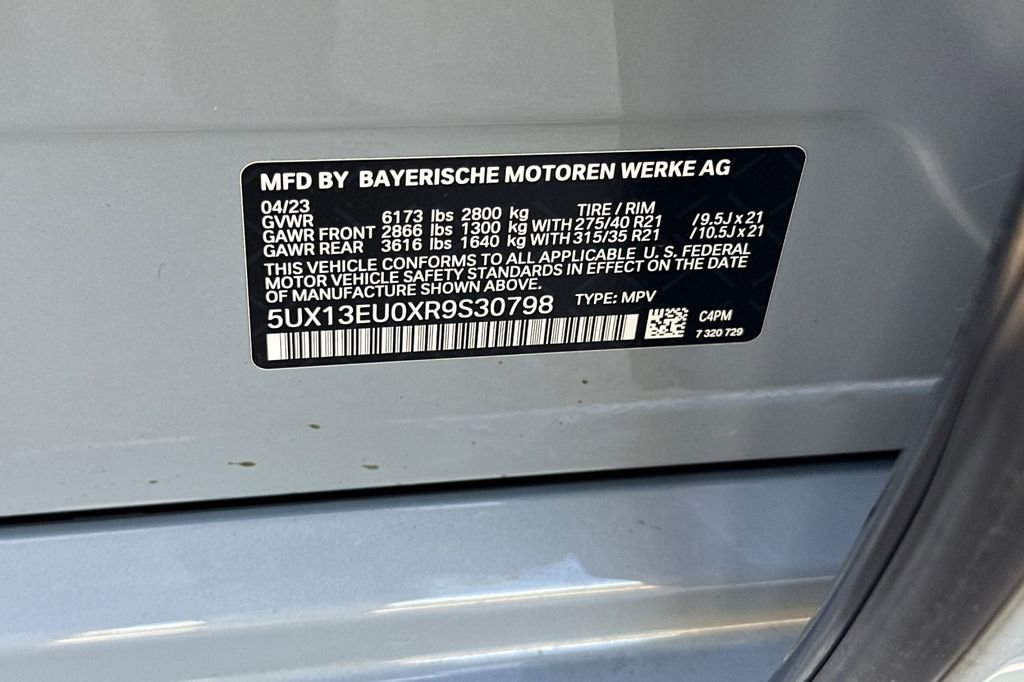 MFD BY BAYERISCHE MOTOREN WERKE AG
04/23 TIRE / RIM
GVWR 6173 lbs 2800 kg
GAWR FRONT 2866 lbs 1300 kg WITH 275/40 R21 /9.5J x 21
GAWR REAR 3616 lbs 1640 kg WITH 315/35 R21 /10.5J x 21
THIS VEHICLE CONFORMS TO ALL APPLICABLE U. S. FEDERAL
MOTOR VEHICLE SAFETY STANDARDS IN EFFECT ON THE DATE
OF MANUFACTURE SHOWN ABOVE.
5UX13EU0XR9S30798 TYPE: MPV
C4PM
7 320 729